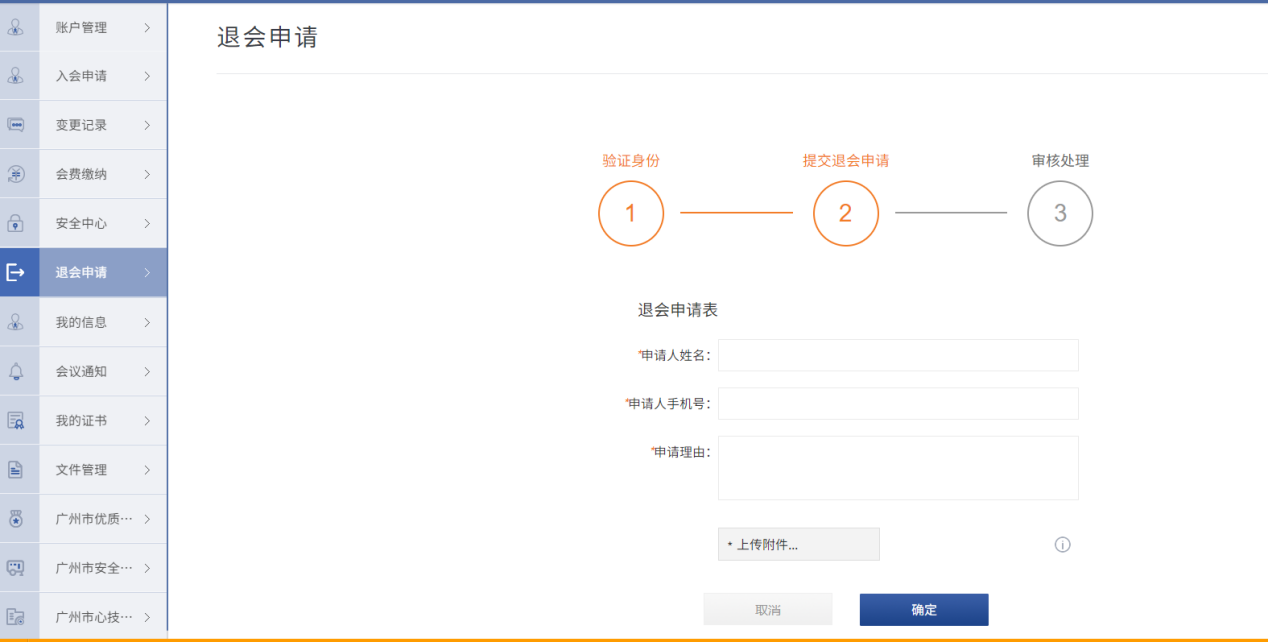 账户管理
入会申请
变更记录
会费缴纳
安全中心
退会申请
我的信息
会议通知
我的证书
文件管理
广州市优质…
广州市安全…
广州市心技…
退会申请
验证身份
提交退会申请
审核处理
1
2
3
退会申请表
*申请人姓名：
*申请人手机号：
*申请理由：
* 上传附件...
取消
确定